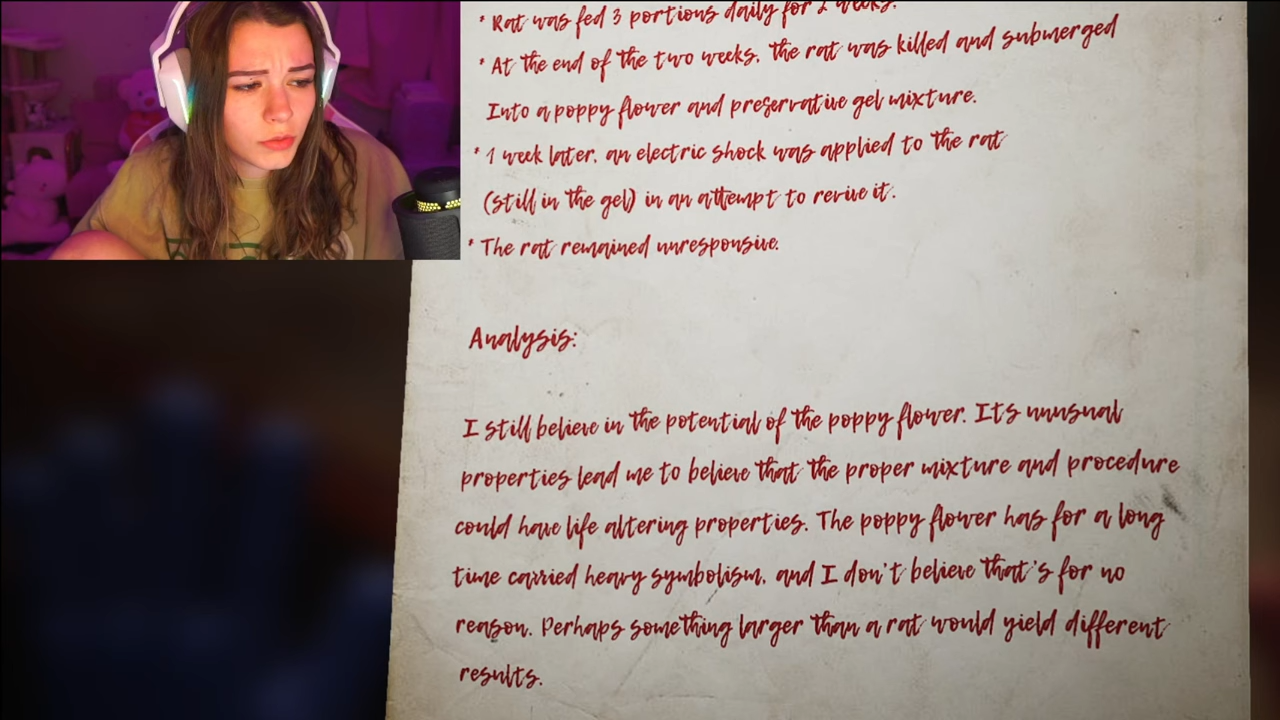 * Rat was fed 3 portions daily for 2 weeks.
* At the end of the two weeks, the rat was killed and submerged
Into a poppy flower and preservative gel mixture.
* 1 week later, an electric shock was applied to the rat
(still in the gel) in an attempt to revive it.
* The rat remained unresponsive.
Analysis:
I still believe in the potential of the poppy flower. Its unusual
properties lead me to believe that the proper mixture and procedure
could have life altering properties. The poppy flower has for a long
time carried heavy symbolism, and I don't believe that's for no
reason. Perhaps something larger than a rat would yield different
results.